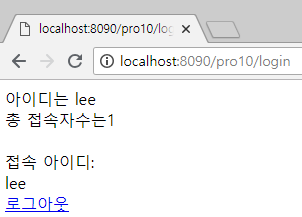 localhost:8090/pro10/log
localhost:8090/pro10/login
아이디는 lee
총 접속자수는1
접속 아이디:
lee
로그아웃